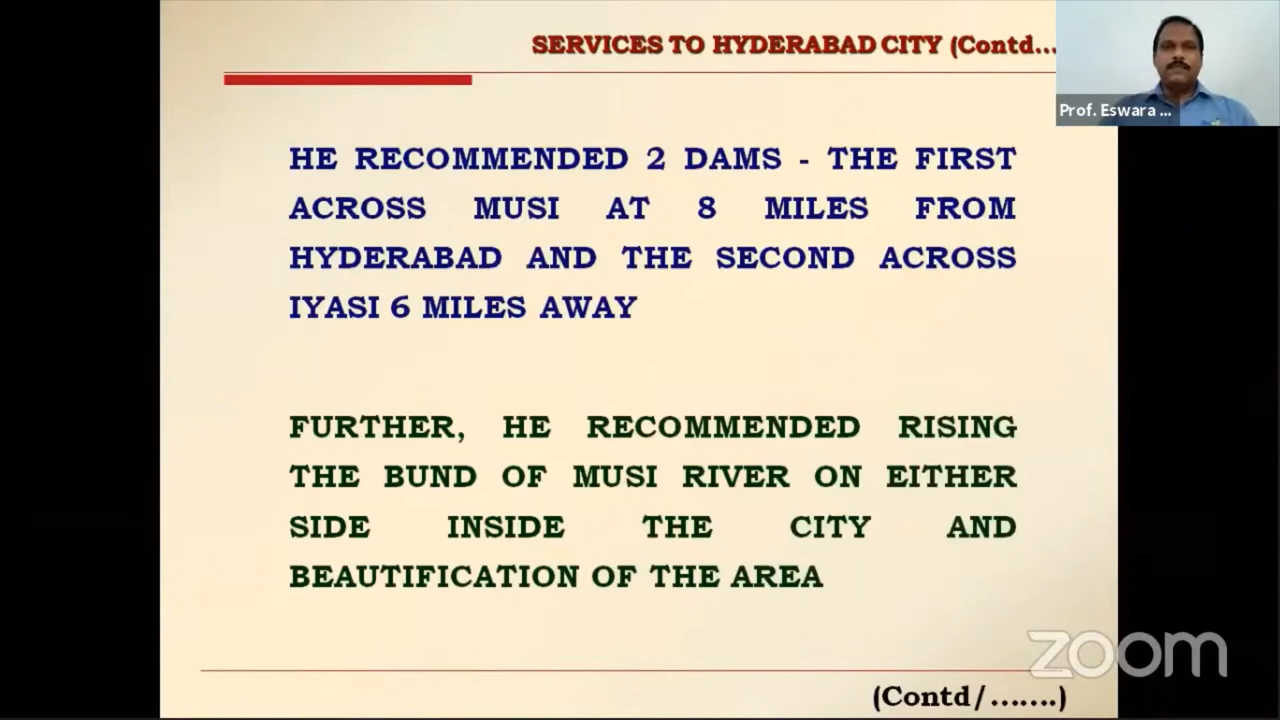 SERVICES TO HYDERABAD CITY (Contd...
Prof. Eswara ...
HE RECOMMENDED 2 DAMS - THE FIRST
ACROSS MUSI AT 8 MILES FROM
HYDERABAD AND THE SECOND ACROSS
IYASI 6 MILES AWAY
FURTHER, HE RECOMMENDED RISING
THE BUND OF MUSI RIVER ON EITHER
SIDE INSIDE THE CITY AND
BEAUTIFICATION OF THE AREA
zoom
(Contd/.......)